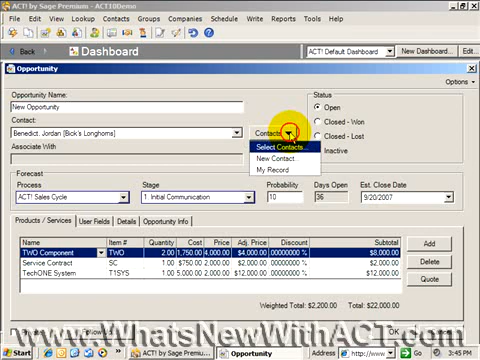 ACT! by Sage Premium - ACT10Demo
File Edit View Lookup Contacts Groups Companies Schedule Write Reports Tools Help
Back Dashboard ACT! Default Dashboard New Dashboard... Edit...
Opportunity
Options
Opportunity Name
New Opportunity
Contact:
Benedict, Jordan [Bick's Longhorns] Contacts
Associate With
Select Contacts...
New Contact...
My Record
Status
Open
Closed - Won
Closed - Lost
Inactive
Forecast
Process Stage Probability Days Open Est. Close Date
ACT! Sales Cycle 1 Initial Communication 10 36 9/20/2007
Products / Services User Fields Details Opportunity Info
Name Item # Quantity Cost Price Adj. Price Discount Subtotal
TWO Component TWO 2.00 1,750.00 4,000.00 $4,000.00 00000000 % $8,000.00
Service Contract SC 1.00 $750.00 2,000.00 $2,000.00 00000000 % $2,000.00
TechONE System T1SYS 1.00 5,000.00 2,000.00 $12,000.00 00000000 % $12,000.00
Add
Delete
Quote
Weighted Total: $2,200.00 Total: $22,000.00
www.WhatsNewWithACT.com
Start ACT! by Sage Premiu... Opportunity Address http://www 3:45 PM